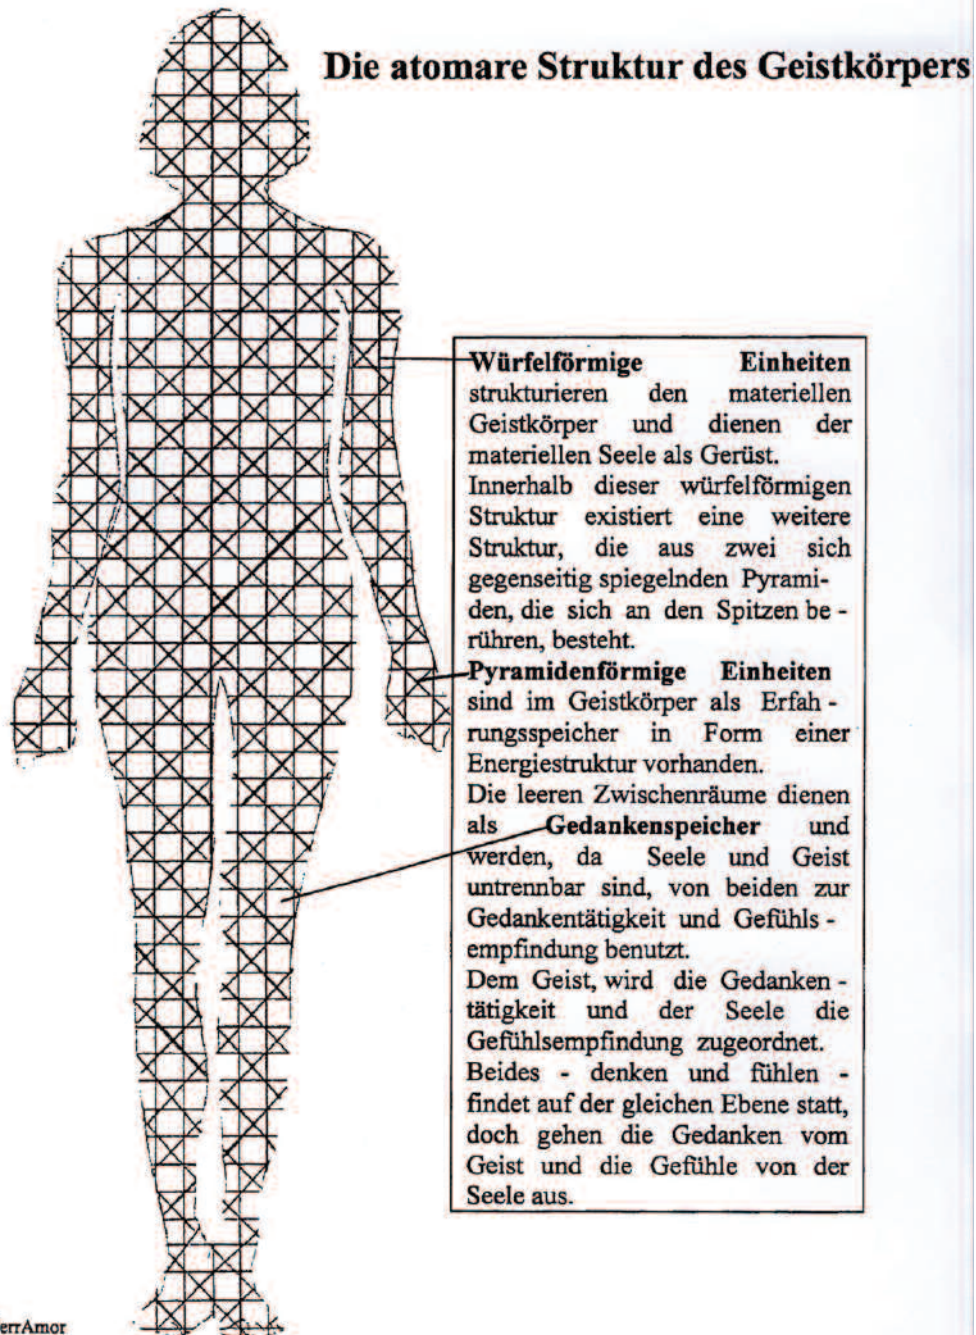 Die atomare Struktur des Geistkörpers
Würfelförmige Einheiten
strukturieren den materiellen
Geistkörper und dienen der
materiellen Seele als Gerüst.
Innerhalb dieser würfelförmigen
Struktur existiert eine weitere
Struktur, die aus zwei sich
gegenseitig spiegelnden Pyrami-
den, die sich an den Spitzen be -
rühren, besteht.
Pyramidenförmige Einheiten
sind im Geistkörper als Erfah -
rungsspeicher in Form einer
Energiestruktur vorhanden.
Die leeren Zwischenräume dienen
als Gedankenspeicher und
werden, da Seele und Geist
untrennbar sind, von beiden zur
Gedankentätigkeit und Gefühls -
empfindung benutzt.
Dem Geist, wird die Gedanken -
tätigkeit und der Seele die
Gefühlsempfindung zugeordnet.
Beides - denken und fühlen -
findet auf der gleichen Ebene statt,
doch gehen die Gedanken vom
Geist und die Gefühle von der
Seele aus.
errAmor